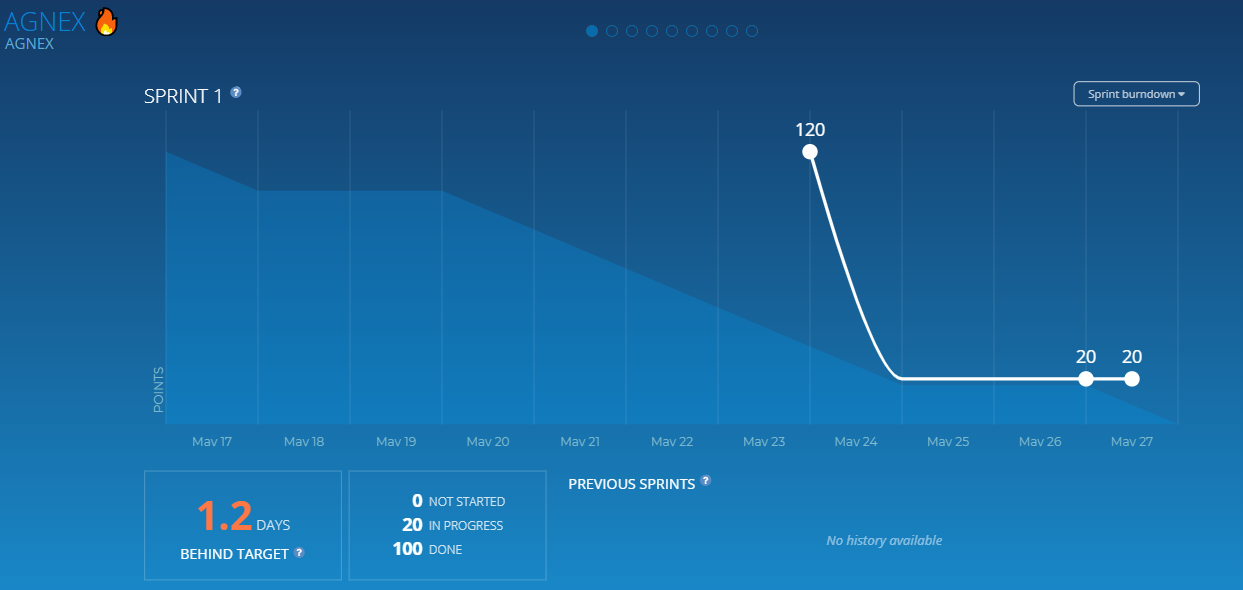 AGNEX
AGNEX
SPRINT 1 ?
Sprint burndown
120
20 20
POINTS
May 17 May 18 May 19 May 20 May 21 May 22 May 23 May 24 May 25 May 26 May 27
1.2 DAYS
BEHIND TARGET ?
0 NOT STARTED
20 IN PROGRESS
100 DONE
PREVIOUS SPRINTS ?
No history available